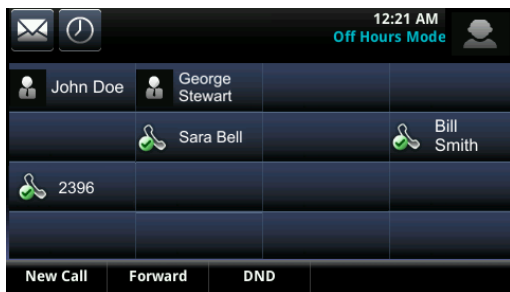 12:21 AM
Off Hours Mode
John Doe
George
Stewart
Sara Bell
Bill
Smith
2396
New Call Forward DND